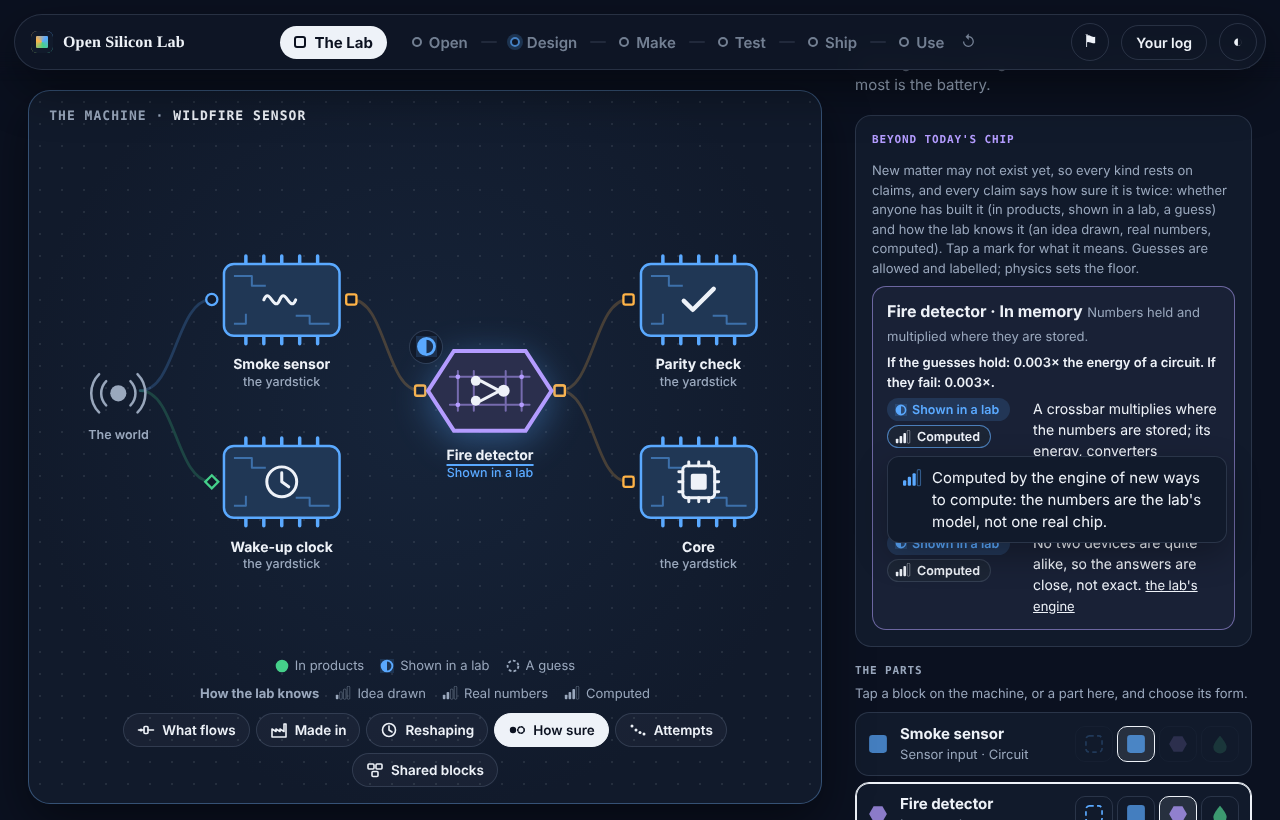 Open Silicon Lab
The Lab
Open
Design
Make
Test
Ship
Use
Your log
THE MACHINE · WILDFIRE SENSOR
The world
Smoke sensor
the yardstick
Wake-up clock
the yardstick
Fire detector
Shown in a lab
Parity check
the yardstick
Core
the yardstick
In products
Shown in a lab
A guess
How the lab knows
Idea drawn
Real numbers
Computed
What flows
Made in
Reshaping
How sure
Attempts
Shared blocks
most is the battery.
BEYOND TODAY'S CHIP
New matter may not exist yet, so every kind rests on
claims, and every claim says how sure it is twice: whether
anyone has built it (in products, shown in a lab, a guess)
and how the lab knows it (an idea drawn, real numbers,
computed). Tap a mark for what it means. Guesses are
allowed and labelled; physics sets the floor.
Fire detector · In memory Numbers held and
multiplied where they are stored.
If the guesses hold: 0.003× the energy of a circuit. If
they fail: 0.003×.
Shown in a lab
Computed
A crossbar multiplies where
the numbers are stored; its
energy, converters
Computed by the engine of new ways
to compute: the numbers are the lab's
model, not one real chip.
Shown in a lab
Computed
No two devices are quite
alike, so the answers are
close, not exact. the lab's
engine
THE PARTS
Tap a block on the machine, or a part here, and choose its form.
Smoke sensor
Sensor input · Circuit
Fire detector